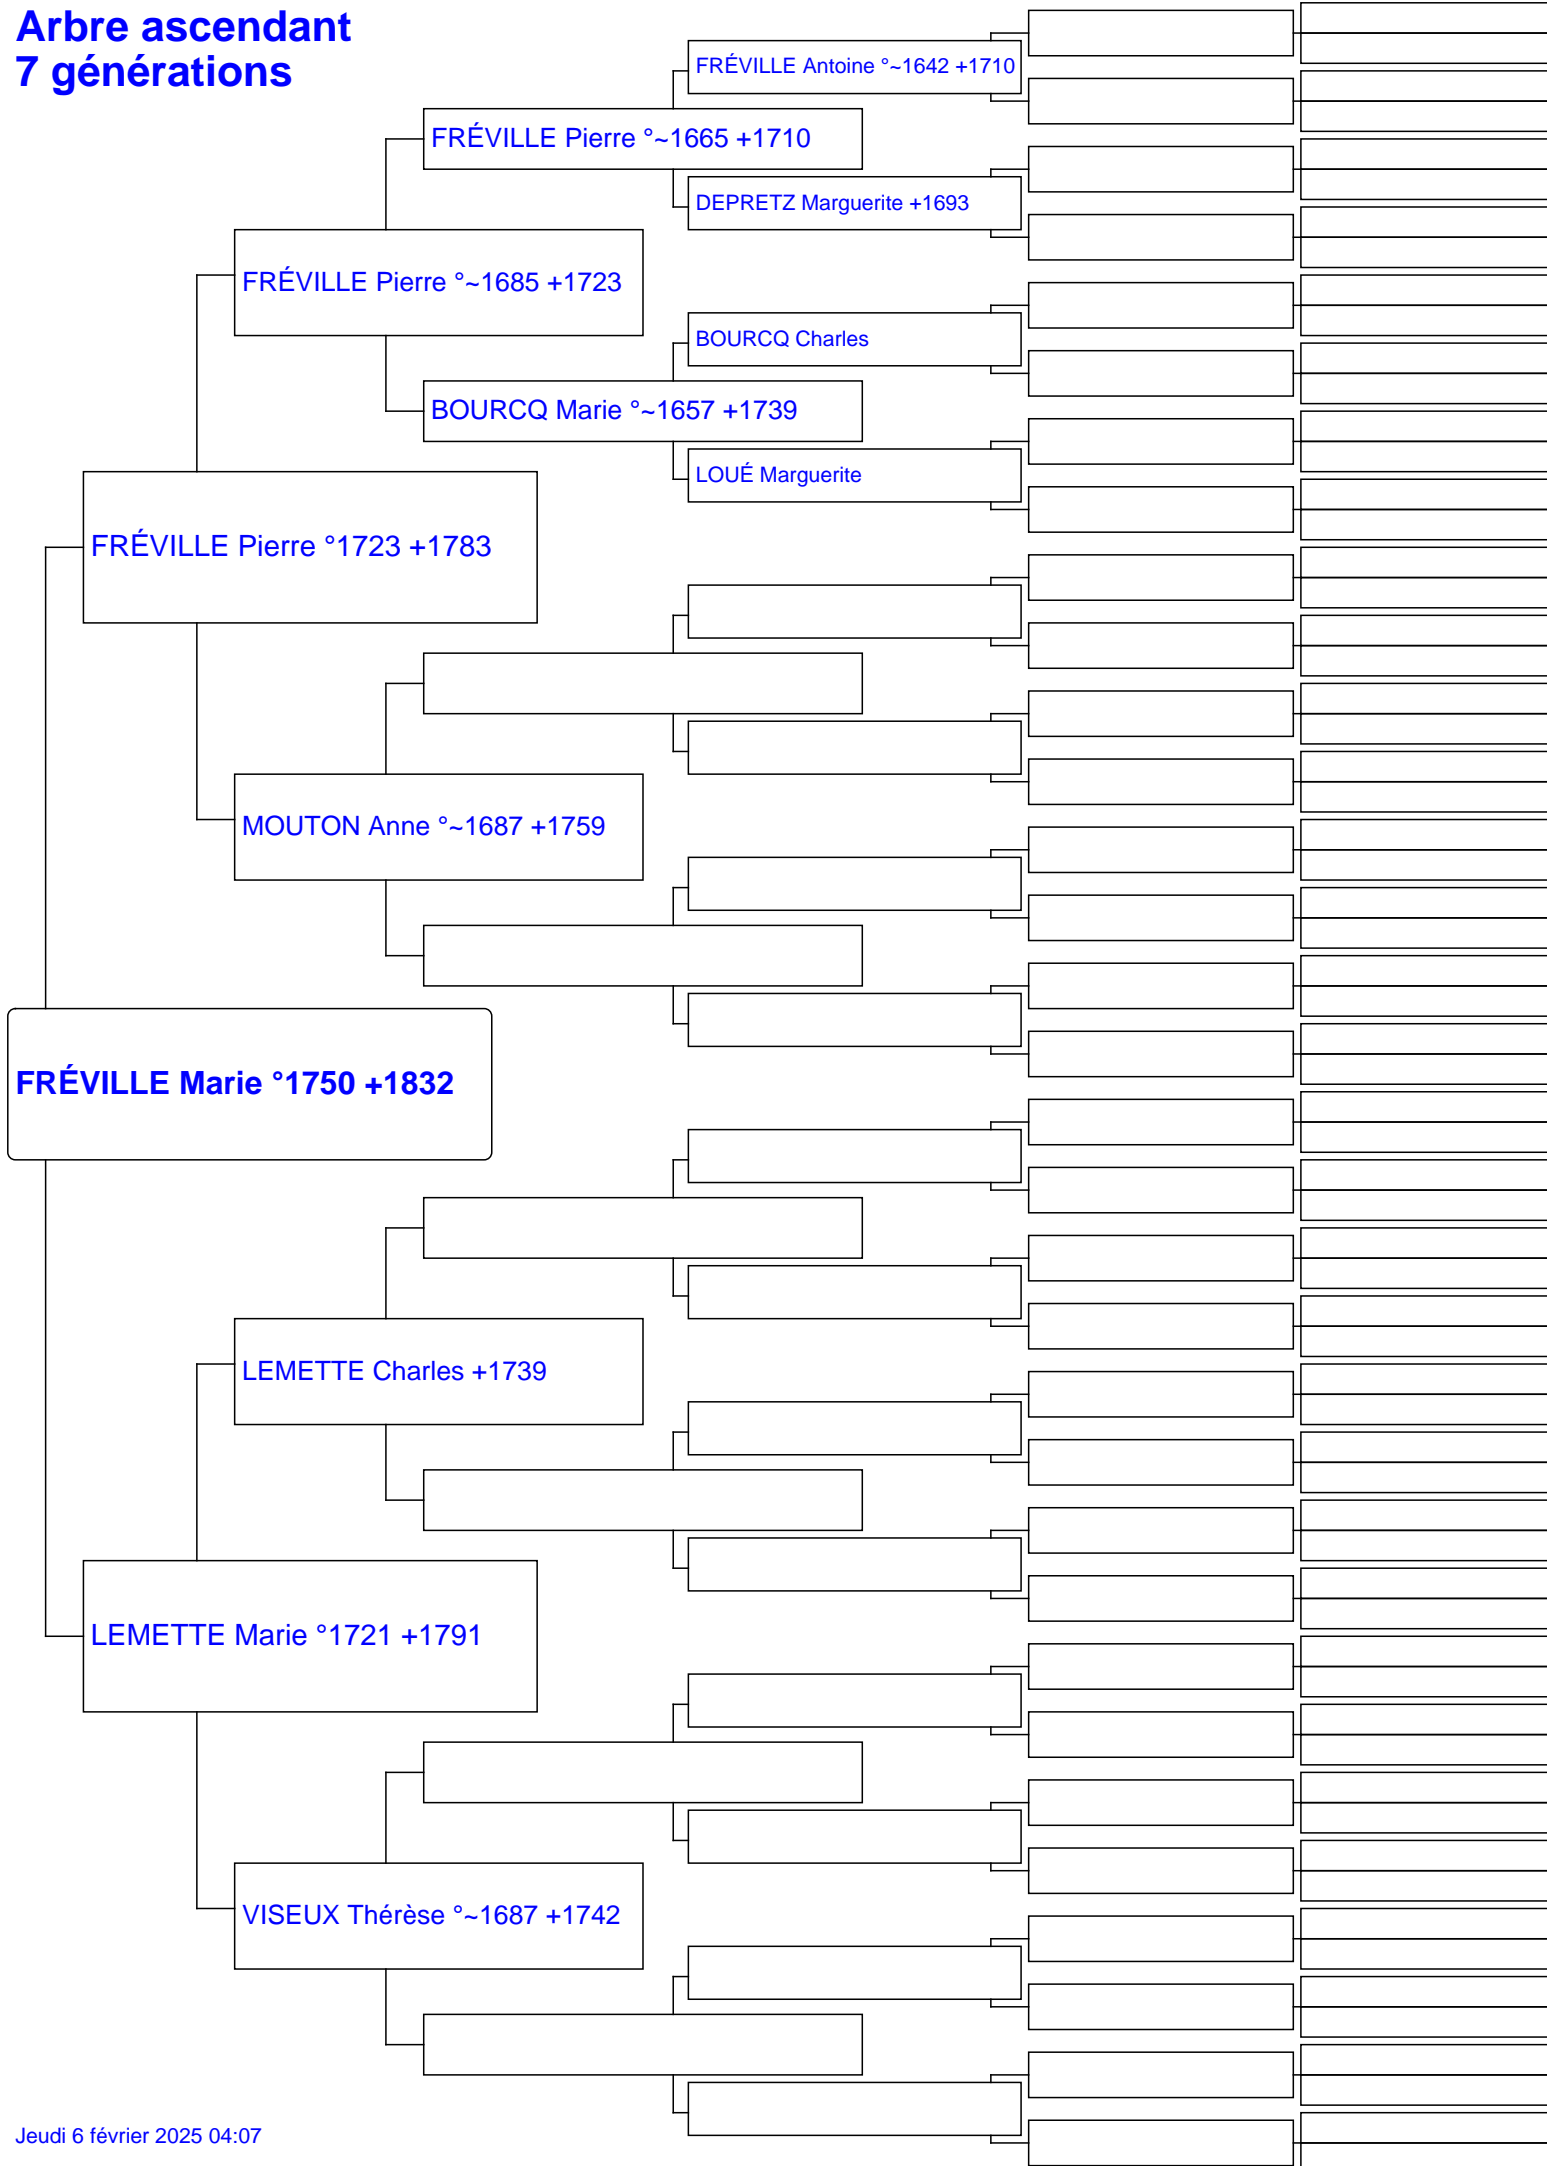 Arbre ascendant
7 générations
FRÉVILLE Antoine °~1642 +1710
FRÉVILLE Pierre °~1665 +1710
DEPRETZ Marguerite +1693
FRÉVILLE Pierre °~1685 +1723
BOURCQ Charles
BOURCQ Marie °~1657 +1739
LOUÉ Marguerite
FRÉVILLE Pierre °1723 +1783
MOUTON Anne °~1687 +1759
FRÉVILLE Marie °1750 +1832
LEMETTE Charles +1739
LEMETTE Marie °1721 +1791
VISEUX Thérèse °~1687 +1742
Jeudi 6 février 2025 04:07